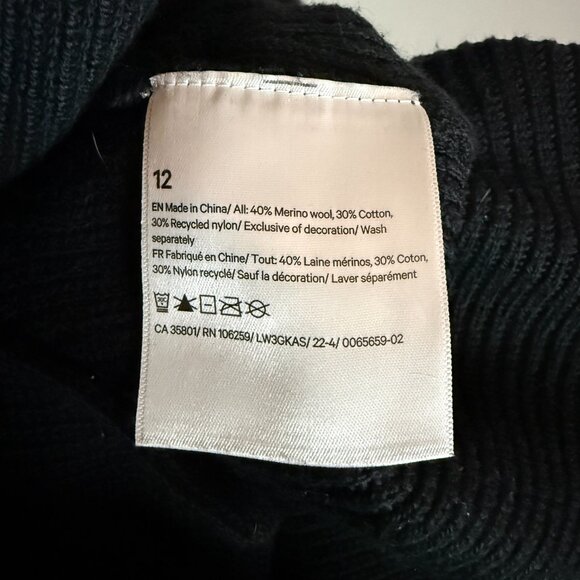 12
EN Made in China/ All: 40% Merino wool, 30% Cotton,
30% Recycled nylon/ Exclusive of decoration/ Wash
separately
FR Fabriqué en Chine/ Tout: 40% Laine mérinos, 30% Coton,
30% Nylon recyclé/ Sauf la décoration/ Laver séparément
CA 35801/ RN 106259/ LW3GKAS/ 22-4/ 0065659-02